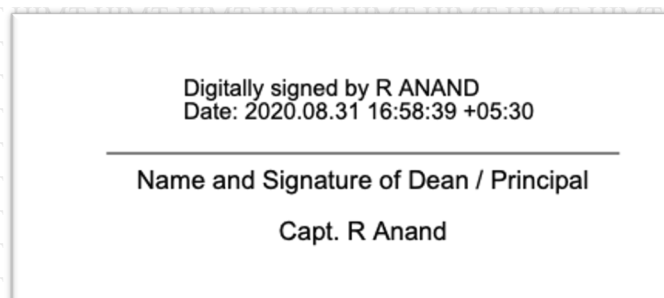 Digitally signed by R ANAND
Date: 2020.08.31 16:58:39 +05:30
Name and Signature of Dean / Principal
Capt. R Anand